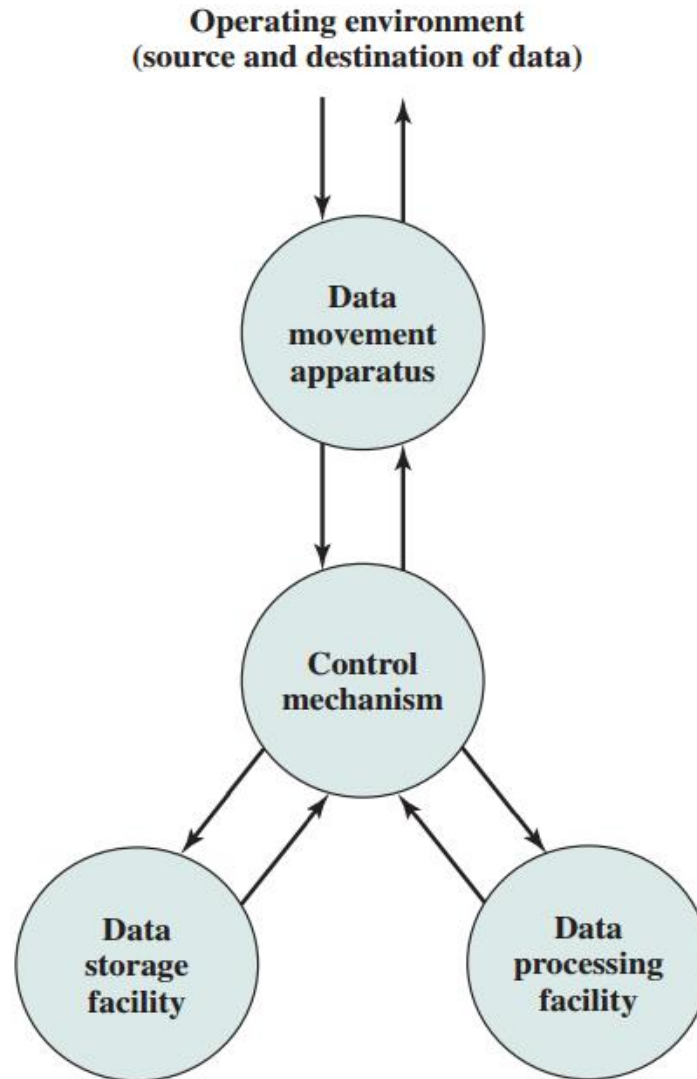 Operating environment
(source and destination of data)
Data
movement
apparatus
Control
mechanism
Data
storage
facility
Data
processing
facility